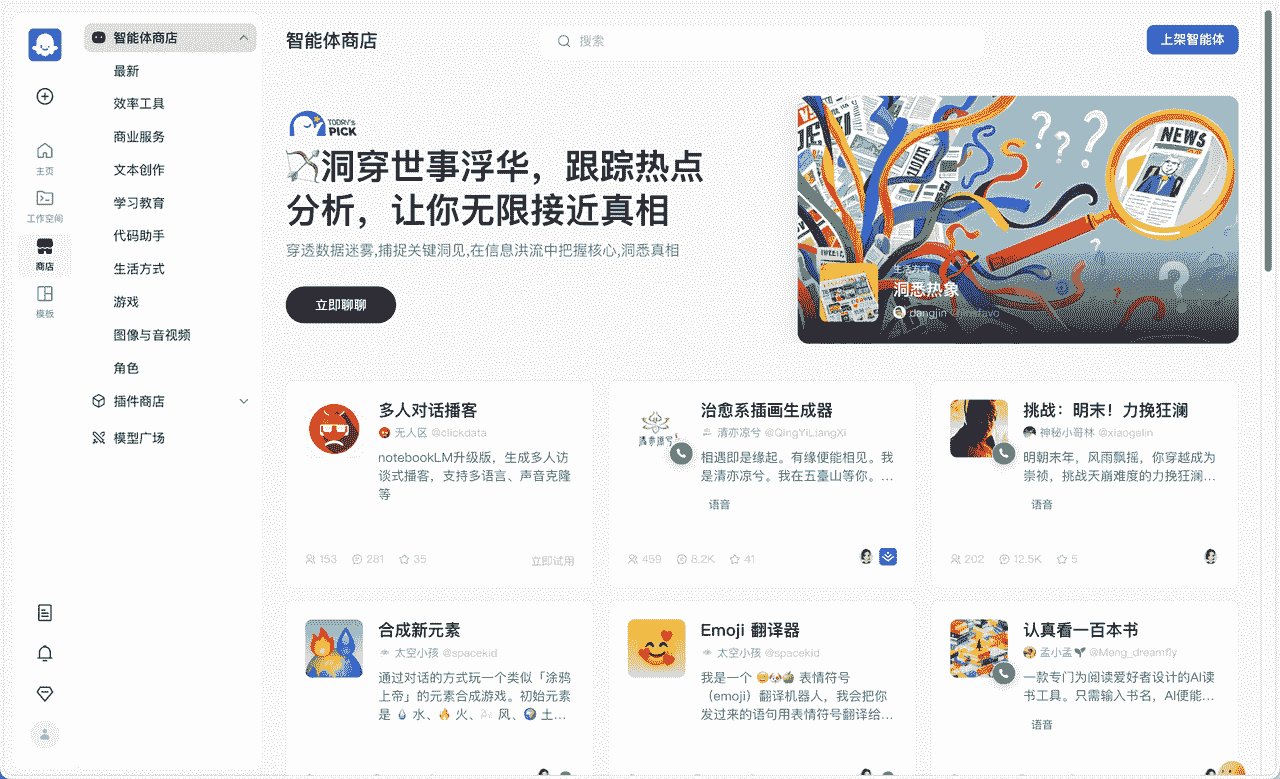 智能体商店
最新
效率工具
商业服务
文本创作
学习教育
代码助手
生活方式
游戏
图像与音视频
角色
插件商店
模型广场
主页
工作空间
商店
模板
智能体商店
搜索
上架智能体
TODAY's
PICK
🏹洞穿世事浮华，跟踪热点
分析，让你无限接近真相
穿透数据迷雾,捕捉关键洞见,在信息洪流中把握核心,洞悉真相
立即聊聊
NEWS
生活方式
洞悉热象
dangjin
多人对话播客
无人区 @clickdata
notebookLM升级版，生成多人访
谈式播客，支持多语言、声音克隆
等
153 281 35
立即试用
清亦凉兮
治愈系插画生成器
清亦凉兮 @QingYiLiangXi
相遇即是缘起。有缘便能相见。我
是清亦凉兮。我在五臺山等你。...
语音
459 8.2K 41
挑战：明末！力挽狂澜
神秘小哥林 @xiaogelin
明朝末年，风雨飘摇，你穿越成为
崇祯，挑战天崩难度的力挽狂澜...
语音
202 12.5K 5
合成新元素
太空小孩 @spacekid
通过对话的方式玩一个类似「涂鸦
上帝」的元素合成游戏。初始元素
是 💧 水、🔥 火、🌬 风、🌍 土...
Emoji 翻译器
太空小孩 @spacekid
我是一个 表情符号
（emoji）翻译机器人，我会把你
发过来的语句用表情符号翻译给...
认真看一百本书
孟小孟🌱 @Meng_dreamfly
一款专门为阅读爱好者设计的AI读
书工具。只需输入书名，AI便能...
语音